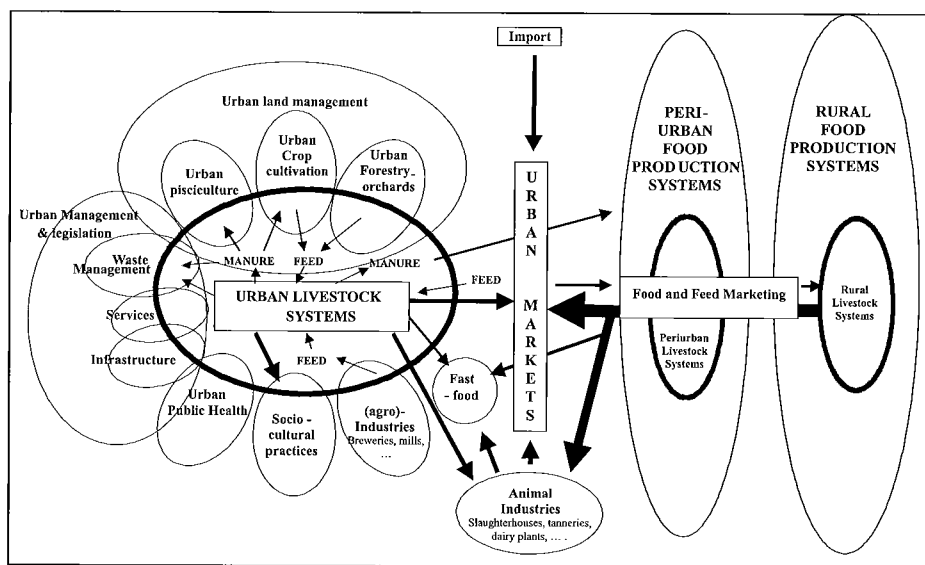 Import
Urban land management
Urban
Crop
cultivation
Urban
pisciculture
Urban
Forestry_
orchards
PERI-
URBAN
FOOD
PRODUCTION
SYSTEMS
RURAL
FOOD
PRODUCTION
SYSTEMS
URBAN MARKETS
Urban Management
& legislation
Waste
Management
MANURE
FEED
MANURE
FEED
URBAN LIVESTOCK
SYSTEMS
Food and Feed Marketing
Rural
Livestock
Systems
Services
Infrastructure
FEED
Periurban
Livestock
Systems
Urban
Public Health
Socio-
cultural
practices
(agro)-
Industries
Breweries, mills,
...
Fast
- food
Animal
Industries
Slaughterhouses, tanneries,
dairy plants, ... .